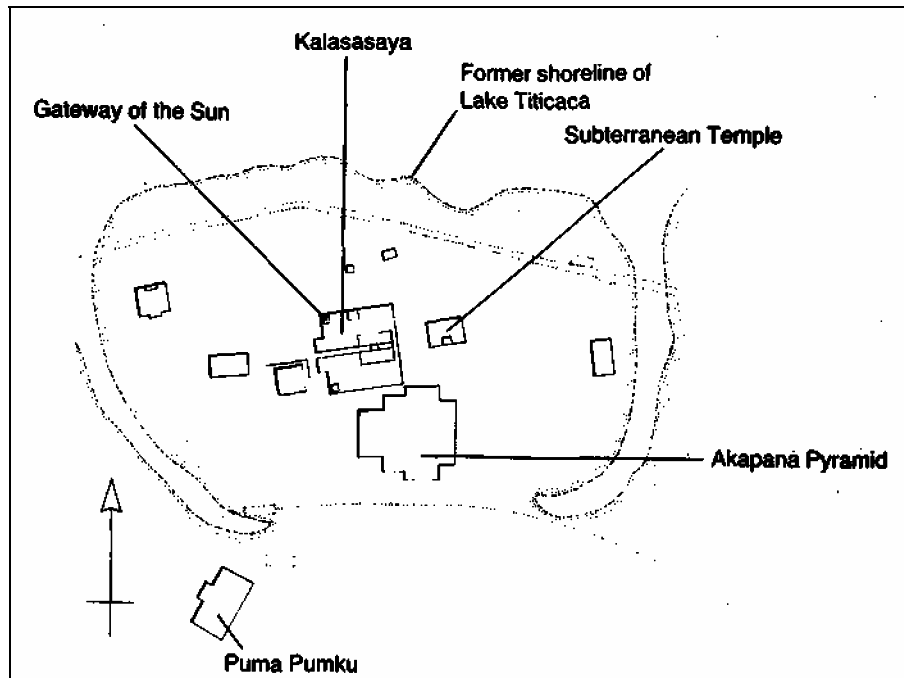 Kalasasaya
Former shoreline of
Lake Titicaca
Gateway of the Sun
Subterranean Temple
Akapana Pyramid
Puma Pumku